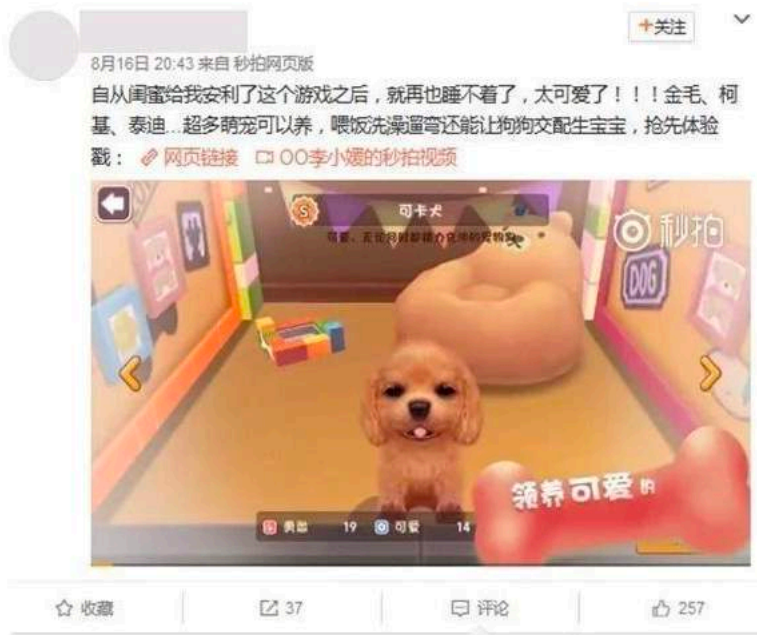 +关注
8月16日 20:43 来自 秒拍网页版
自从闺蜜给我安利了这个游戏之后，就再也睡不着了，太可爱了！！！金毛、柯
基、泰迪...超多萌宠可以养，喂饭洗澡遛弯还能让狗狗交配生宝宝，抢先体验
戳： 网页链接 OO李小媛的秒拍视频
S 可卡犬
秒拍
DOG
领养可爱的
勇敢 19 可爱 14
收藏 37 评论 257